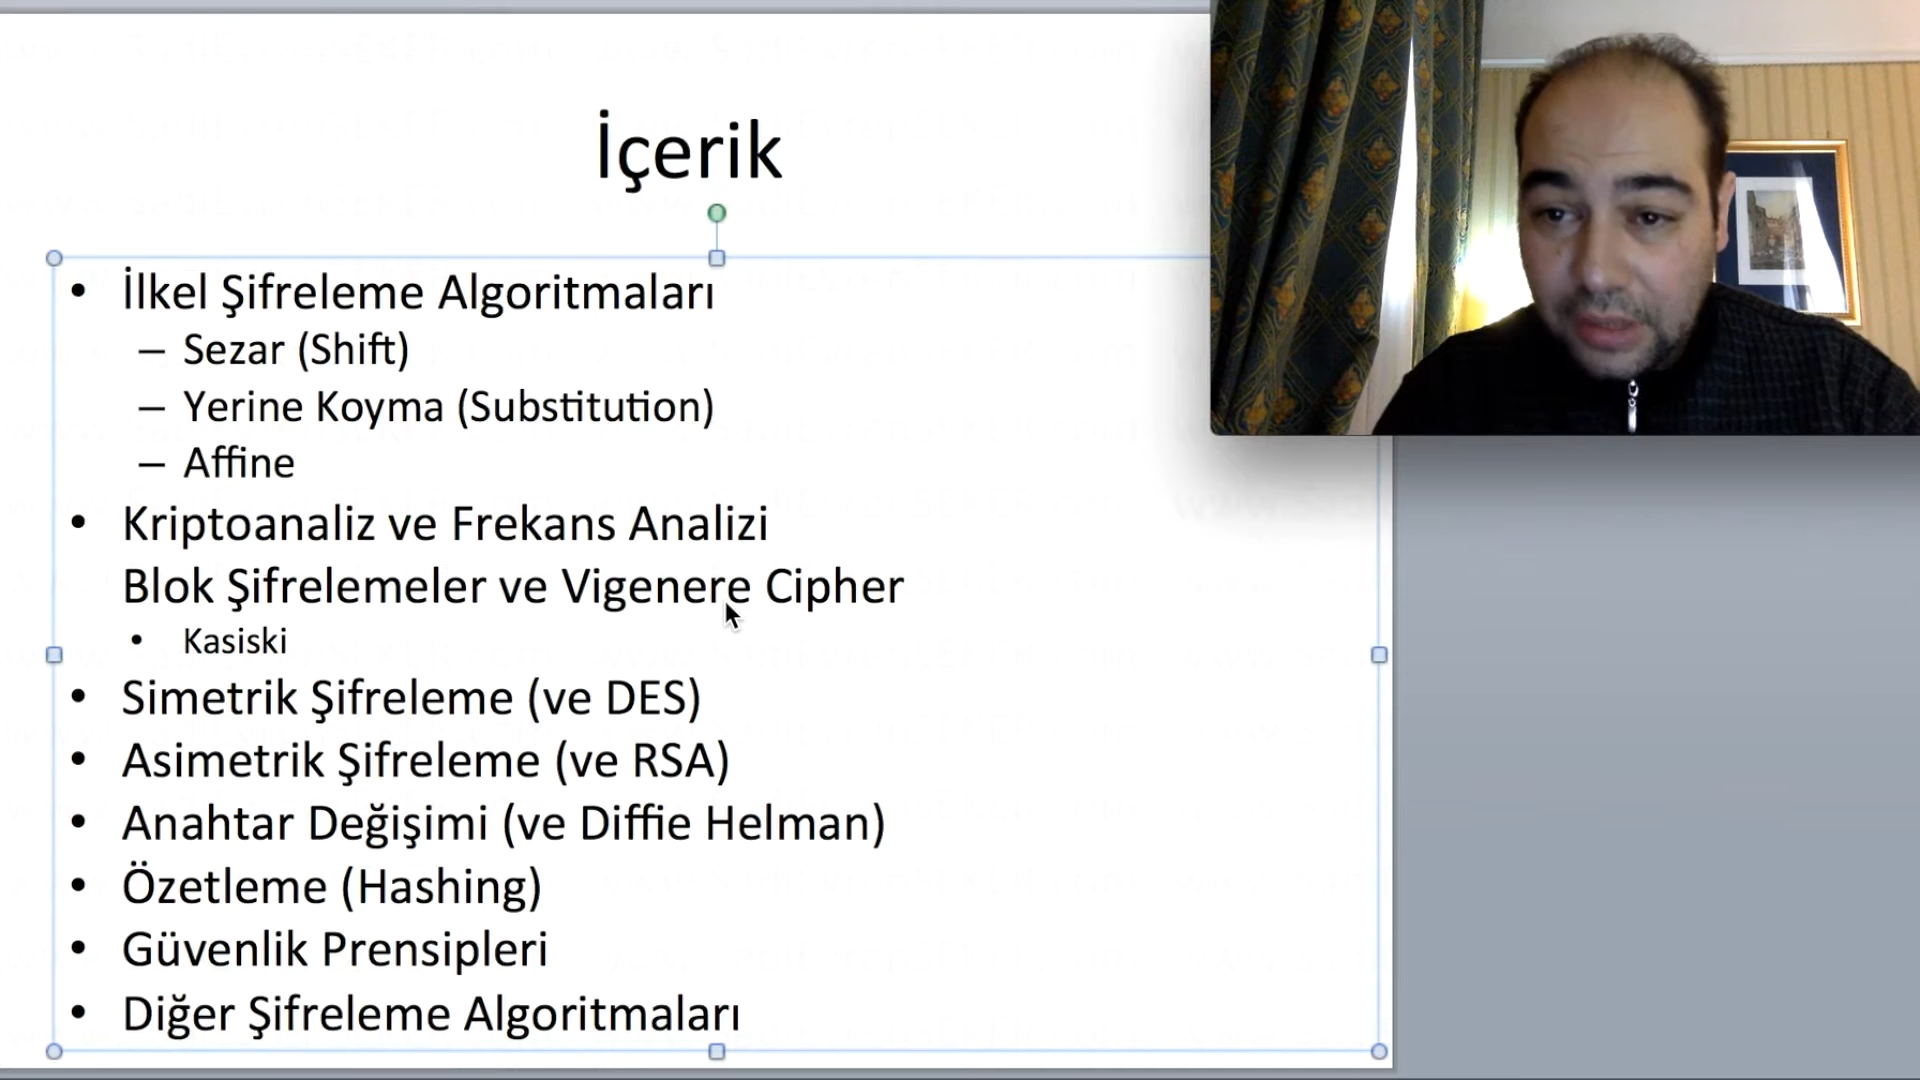 İçerik
• İlkel Şifreleme Algoritmaları
– Sezar (Shift)
– Yerine Koyma (Substitution)
– Affine
• Kriptoanaliz ve Frekans Analizi
Blok Şifrelemeler ve Vigenere Cipher
• Kasiski
• Simetrik Şifreleme (ve DES)
• Asimetrik Şifreleme (ve RSA)
• Anahtar Değişimi (ve Diffie Helman)
• Özetleme (Hashing)
• Güvenlik Prensipleri
• Diğer Şifreleme Algoritmaları